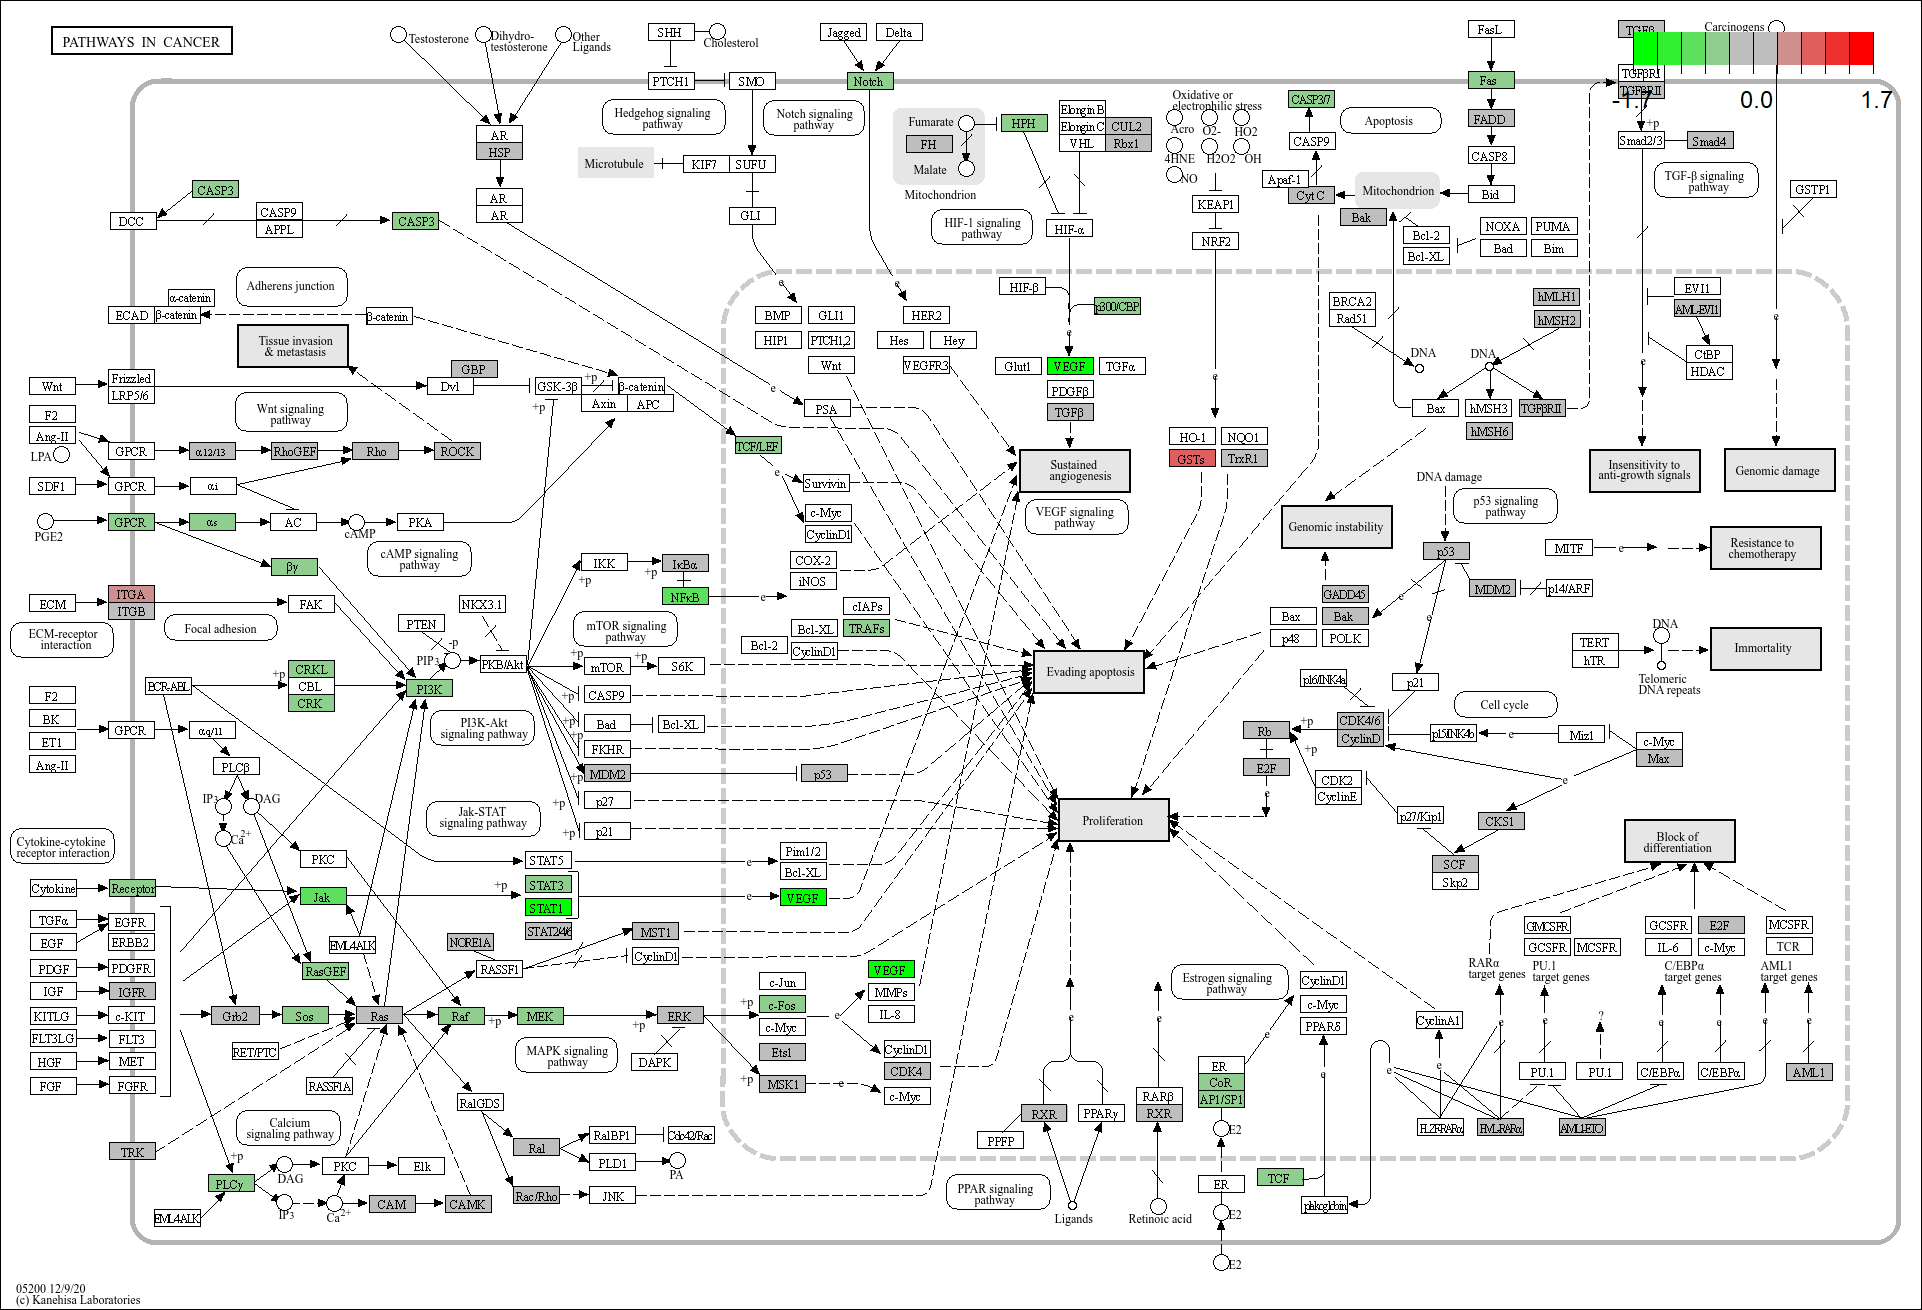 PATHWAYS IN CANCER
Testosterone
Dihydro-
testosterone
Other
Ligands
SHH
Cholesterol
Jagged
Delta
FasL
TGFβ
Carcinogens
-1.7
0.0
1.7
PTCH1
SMO
Notch
Fas
TGFβRI
TGFβRII
Hedgehog signaling
pathway
Notch signaling
pathway
Oxidative or
electrophilic stress
CASP3/7
Apoptosis
FADD
+p
AR
HSP
Fumarate
FH
Malate
Mitochondrion
HPH
Elongin B
Elongin C
VHL
CUL2
Rbx1
Acro
O2-
HO2
4HNE
H2O2
OH
NO
CASP9
CASP8
Smad2/3
Smad4
Microtubule
KIF7
SUFU
TGF-β signaling
pathway
Apaf-1
Cyt C
Mitochondrion
Bid
GSTP1
CASP3
AR
AR
GLI
HIF-1 signaling
pathway
HIF-α
KEAP1
NRF2
Bak
Bcl-2
Bcl-XL
NOXA
PUMA
Bad
Bim
DCC
CASP9
APPL
CASP3
Adherens junction
α-catenin
ECAD
β-catenin
β-catenin
Tissue invasion
& metastasis
e
e
HIF-β
p300/CBP
e
BMP
GLI1
HER2
HIP1
PTCH1,2
Hes
Hey
Wnt
VEGFR3
Glut1
VEGF
TGFα
PDGFβ
TGFβ
BRCA2
Rad51
DNA
hMLH1
hMSH2
DNA
Bax
hMSH3
TGFβRII
hMSH6
EVI1
AML-EVI1
CtBP
HDAC
e
e
e
Wnt
Frizzled
LRP5/6
GBP
Dvl
GSK-3β
+p
β-catenin
Axin
APC
+p
Wnt signaling
pathway
F2
Ang-II
LPA
GPCR
α12/13
RhoGEF
Rho
ROCK
SDF1
GPCR
αi
PGE2
GPCR
αs
AC
cAMP
PKA
cAMP signaling
pathway
βγ
e
PSA
TCF/LEF
e
Survivin
c-Myc
CyclinD1
COX-2
iNOS
Sustained
angiogenesis
VEGF signaling
pathway
HO-1
NQO1
GSTs
TrxR1
Insensitivity to
anti-growth signals
Genomic damage
DNA damage
p53 signaling
pathway
Genomic instability
p53
MITF
e
Resistance to
chemotherapy
GADD45
Bax
Bak
p48
POLK
MDM2
p14/ARF
e
e
p21
ECM
ITGA
ITGB
FAK
ECM-receptor
interaction
Focal adhesion
NKX3.1
PTEN
PIP3
-p
PKB/Akt
IKK
+p
+p
IκBα
NFκB
e
mTOR signaling
pathway
cIAPs
Bcl-XL
TRAFs
Bcl-2
CyclinD1
+p
mTOR
+p
S6K
+p
CASP9
+p
Bad
Bcl-XL
+p
FKHR
+p
MDM2
p53
+p
p27
+p
p21
Evading apoptosis
Proliferation
TERT
hTR
DNA
Telomeric
DNA repeats
Immortality
BCR-ABL
+p
CRKL
CBL
CRK
PI3K
PI3K-Akt
signaling pathway
F2
BK
ET1
Ang-II
GPCR
αq/11
PLCβ
IP3
DAG
Ca2+
PKC
Jak-STAT
signaling pathway
p16/INK4a
Rb
+p
CDK4/6
CyclinD
p15/INK4b
e
Miz1
c-Myc
Max
Cell cycle
E2F
e
+p
CDK2
CyclinE
e
p27/Kip1
CKS1
SCF
Skp2
Block of
differentiation
Cytokine-cytokine
receptor interaction
Cytokine
Receptor
Jak
+p
STAT5
STAT3
STAT1
STAT2/4/6
e
e
Pim1/2
Bcl-XL
VEGF
TGFα
EGF
PDGF
IGF
KITLG
FLT3LG
HGF
FGF
EGFR
ERBB2
PDGFR
IGFR
c-KIT
FLT3
MET
FGFR
EML4ALK
RasGEF
NORE1A
RASSF1
MST1
CyclinD1
Grb2
Sos
Ras
Raf
+p
MEK
+p
ERK
DAPK
MAPK signaling
pathway
RET/PTC
RASSF1A
RalGDS
+p
c-Jun
c-Fos
c-Myc
Ets1
+p
MSK1
e
e
VEGF
MMPs
IL-8
CyclinD1
CDK4
c-Myc
Calcium
signaling pathway
TRK
+p
PLCγ
EML4ALK
DAG
IP3
PKC
Elk
Ca2+
CAM
CAMK
Ral
RalBP1
Cdc42/Rac
PLD1
PA
Rac/Rho
JNK
Estrogen signaling
pathway
CyclinD1
c-Myc
PPARδ
e
e
e
RXR
PPARγ
PPFP
RARβ
RXR
PPAR signaling
pathway
Ligands
Retinoic acid
ER
CoR
AP1/SP1
e
E2
ER
E2
E2
TCF
e
phkoglobin
CyclinA1
e
e
GMCSFR
GCSFR
MCSFR
GCSFR
E2F
IL-6
c-Myc
MCSFR
TCR
RARα
target genes
PU.1
target genes
C/EBPα
target genes
AML1
target genes
e
e
?
e
e
e
e
PU.1
PU.1
C/EBPα
C/EBPα
AML1
PLZF-RARα
PML-RARα
AML1-ETO
05200 12/9/20
(c) Kanehisa Laboratories